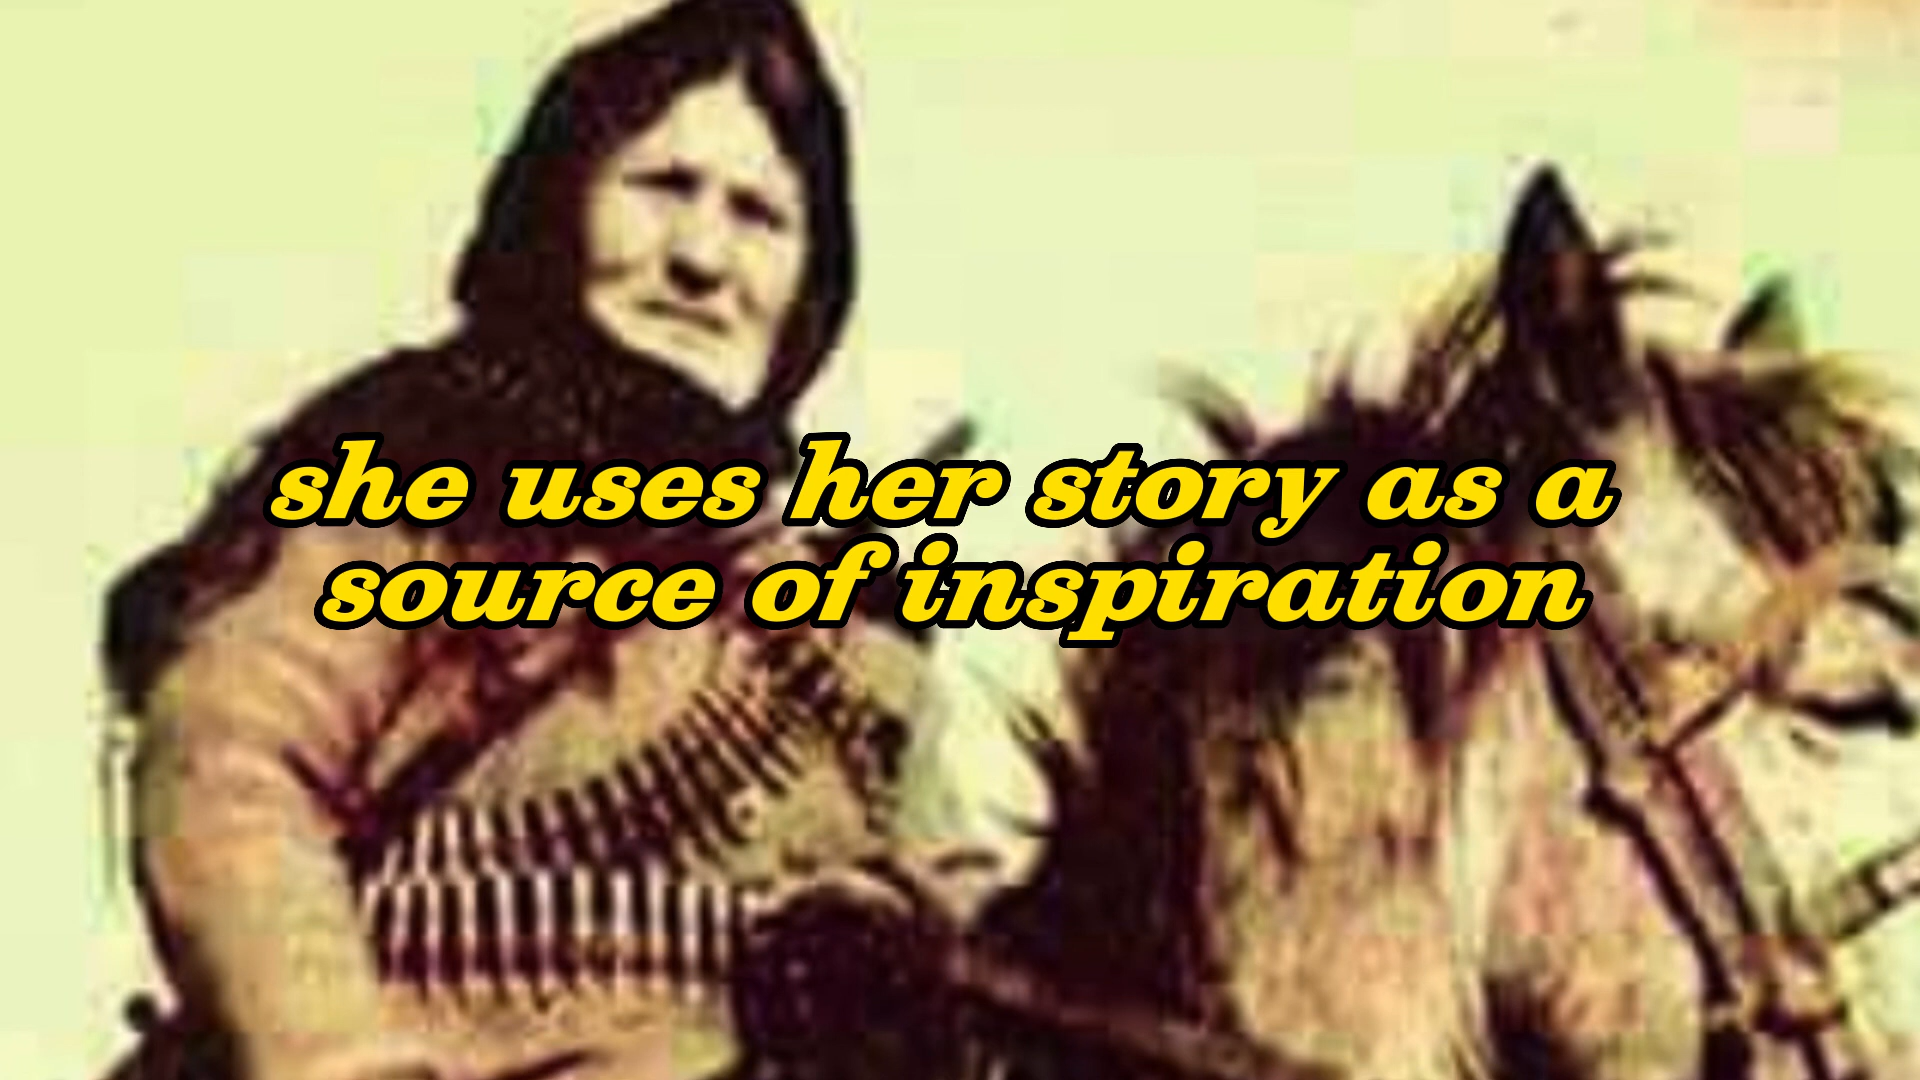 she uses her story as a
source of inspiration